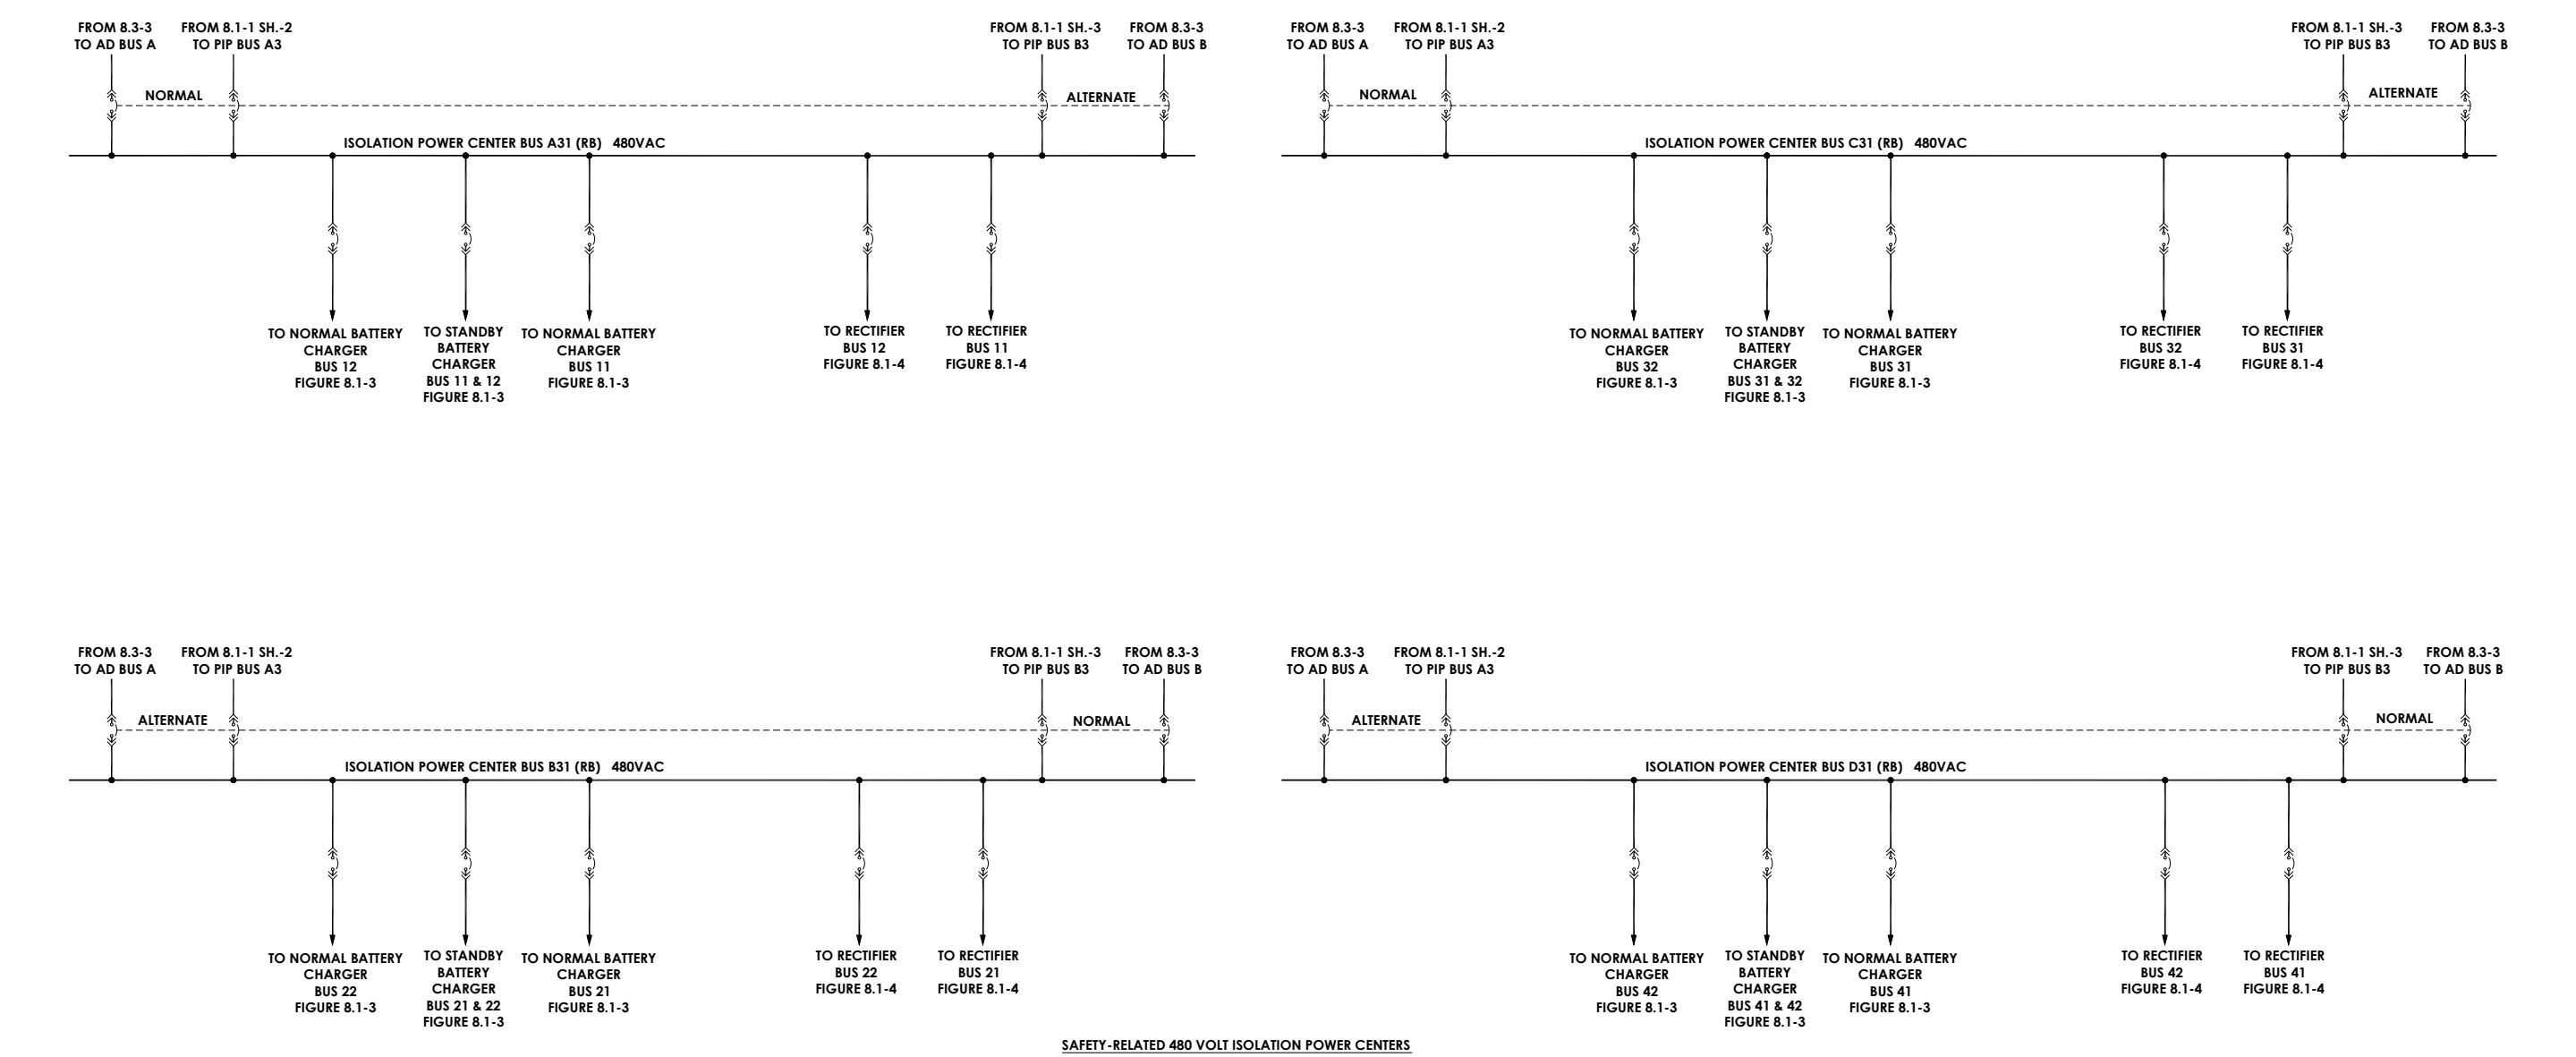 FROM 8.3-3
TO AD BUS A
FROM 8.1-1 SH.-2
TO PIP BUS A3
FROM 8.1-1 SH.-3
TO PIP BUS B3
FROM 8.3-3
TO AD BUS B
NORMAL
ALTERNATE
ISOLATION POWER CENTER BUS A31 (RB) 480VAC
TO NORMAL BATTERY
CHARGER
BUS 12
FIGURE 8.1-3
TO STANDBY
BATTERY
CHARGER
BUS 11 & 12
FIGURE 8.1-3
TO NORMAL BATTERY
CHARGER
BUS 11
FIGURE 8.1-3
TO RECTIFIER
BUS 12
FIGURE 8.1-4
TO RECTIFIER
BUS 11
FIGURE 8.1-4
FROM 8.3-3
TO AD BUS A
FROM 8.1-1 SH.-2
TO PIP BUS A3
FROM 8.1-1 SH.-3
TO PIP BUS B3
FROM 8.3-3
TO AD BUS B
NORMAL
ALTERNATE
ISOLATION POWER CENTER BUS C31 (RB) 480VAC
TO NORMAL BATTERY
CHARGER
BUS 32
FIGURE 8.1-3
TO STANDBY
BATTERY
CHARGER
BUS 31 & 32
FIGURE 8.1-3
TO NORMAL BATTERY
CHARGER
BUS 31
FIGURE 8.1-3
TO RECTIFIER
BUS 32
FIGURE 8.1-4
TO RECTIFIER
BUS 31
FIGURE 8.1-4
FROM 8.3-3
TO AD BUS A
FROM 8.1-1 SH.-2
TO PIP BUS A3
FROM 8.1-1 SH.-3
TO PIP BUS B3
FROM 8.3-3
TO AD BUS B
ALTERNATE
NORMAL
ISOLATION POWER CENTER BUS B31 (RB) 480VAC
TO NORMAL BATTERY
CHARGER
BUS 22
FIGURE 8.1-3
TO STANDBY
BATTERY
CHARGER
BUS 21 & 22
FIGURE 8.1-3
TO NORMAL BATTERY
CHARGER
BUS 21
FIGURE 8.1-3
TO RECTIFIER
BUS 22
FIGURE 8.1-4
TO RECTIFIER
BUS 21
FIGURE 8.1-4
FROM 8.3-3
TO AD BUS A
FROM 8.1-1 SH.-2
TO PIP BUS A3
FROM 8.1-1 SH.-3
TO PIP BUS B3
FROM 8.3-3
TO AD BUS B
ALTERNATE
NORMAL
ISOLATION POWER CENTER BUS D31 (RB) 480VAC
TO NORMAL BATTERY
CHARGER
BUS 42
FIGURE 8.1-3
TO STANDBY
BATTERY
CHARGER
BUS 41 & 42
FIGURE 8.1-3
TO NORMAL BATTERY
CHARGER
BUS 41
FIGURE 8.1-3
TO RECTIFIER
BUS 42
FIGURE 8.1-4
TO RECTIFIER
BUS 41
FIGURE 8.1-4
SAFETY-RELATED 480 VOLT ISOLATION POWER CENTERS